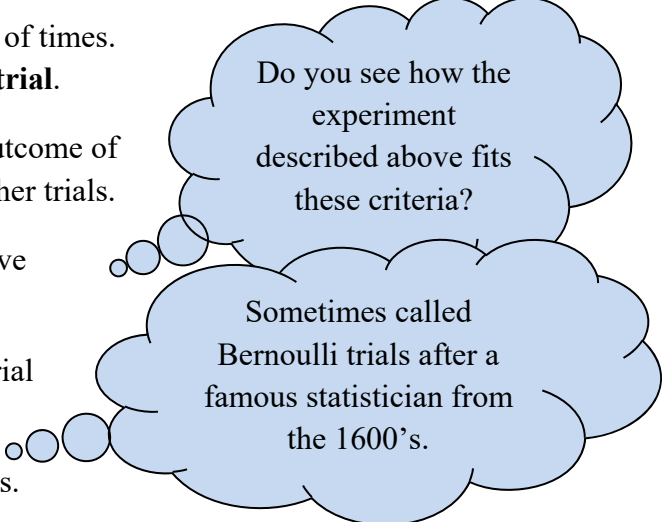 of times.
trial.
utcome of
her trials.
ve
rial
s.
Do you see how the
experiment
described above fits
these criteria?
Sometimes called
Bernoulli trials after a
famous statistician from
the 1600's.